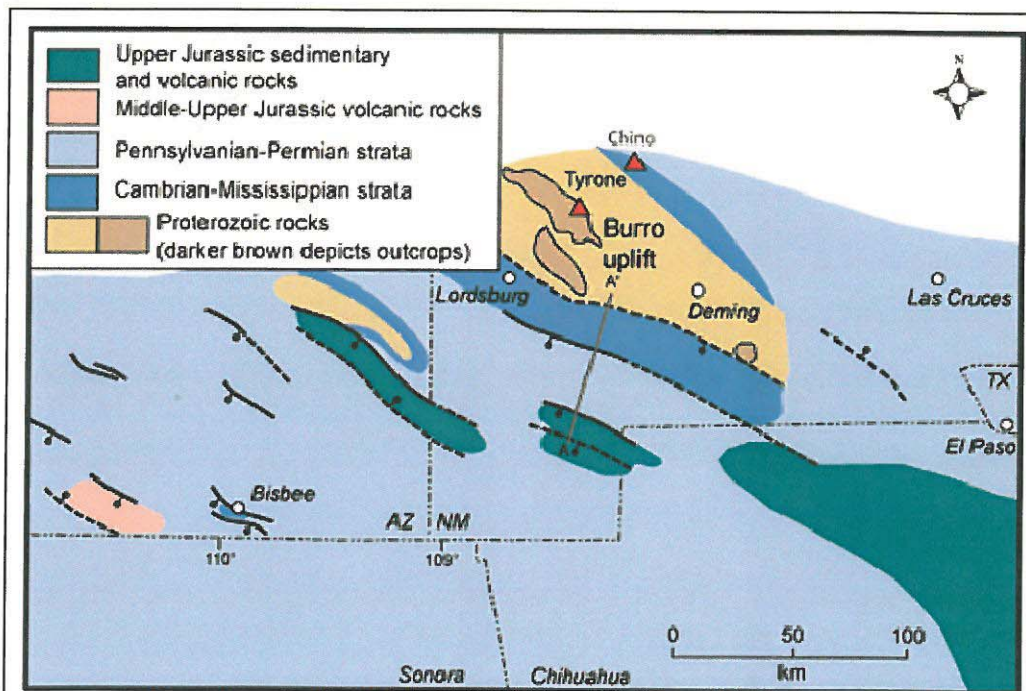 Upper Jurassic sedimentary
and volcanic rocks
Middle-Upper Jurassic volcanic rocks
Pennsylvanian-Permian strata
Cambrian-Mississippian strata
Proterozoic rocks
(darker brown depicts outcrops)
N
Chino
Tyrone
Burro
uplift
A'
Lordsburg
Deming
Las Cruces
TX
El Paso
A
Bisbee
AZ NM
110°
109°
0 50 100
km
Sonora Chihuahua